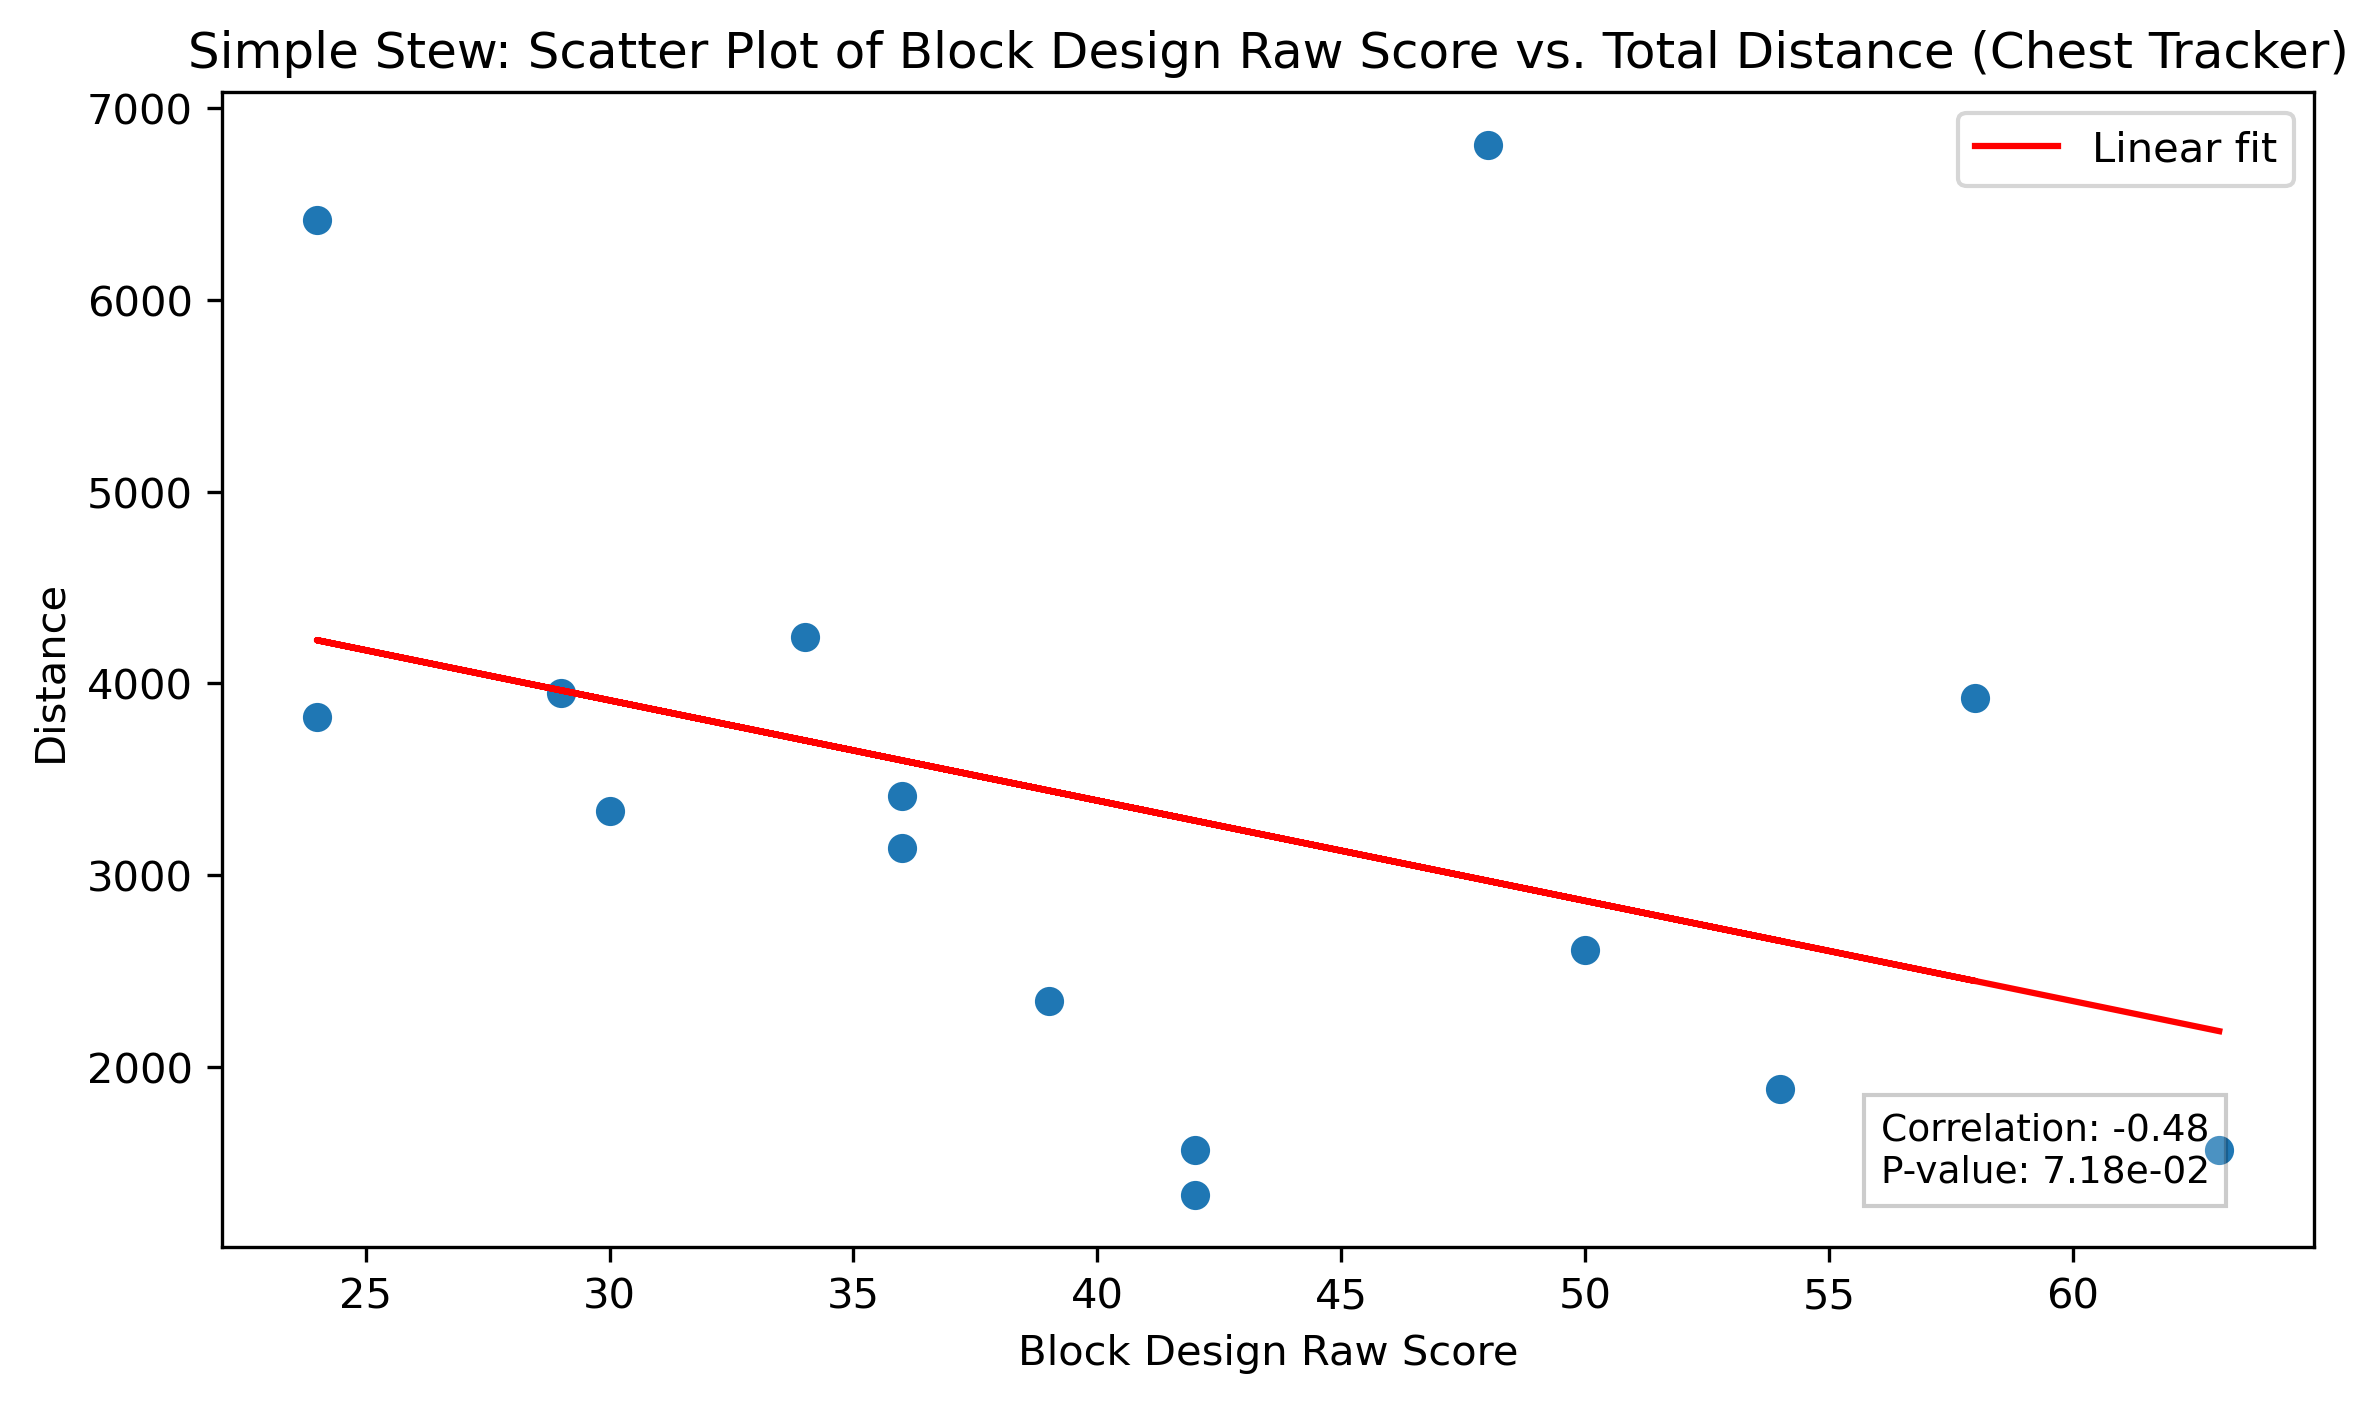 Simple Stew: Scatter Plot of Block Design Raw Score vs. Total Distance (Chest Tracker)
Linear fit
7000
6000
5000
4000
3000
2000
Distance
Correlation: -0.48
P-value: 7.18e-02
25 30 35 40 45 50 55 60
Block Design Raw Score